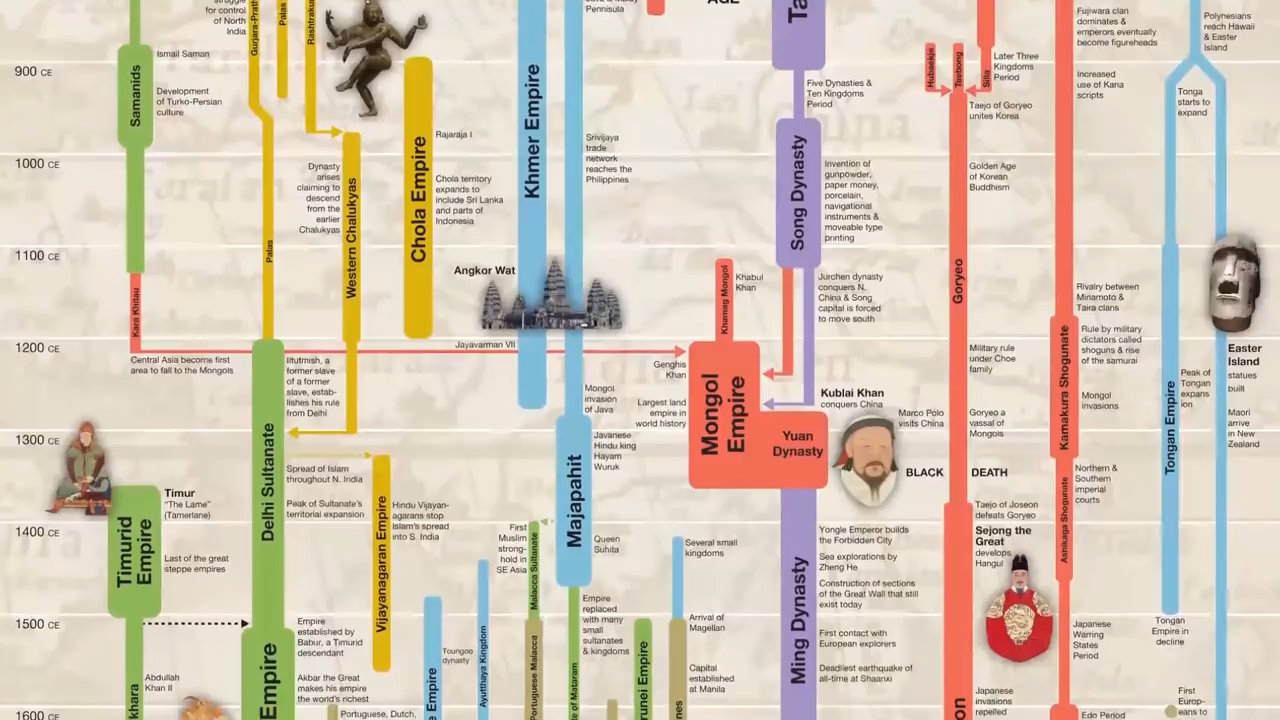 struggle
for control
of North
India
Gurjara-Prati
Palas
Rashtraku
Java & Malay
Pennisula
AGE
Ta
Fujiwara clan
dominates &
emperors eventually
become figureheads
Polynesians
reach Hawaii
& Easter
Island
900 CE
Samanids
Ismail Saman
Development
of Turko-Persian
culture
Khmer Empire
Five Dynasties &
Ten Kingdoms
Period
Hubaekje
Taebong
Silla
Later Three
Kingdoms
Period
Taejo of Goryeo
unites Korea
Increased
use of Kana
scripts
Tonga
starts to
expand
1000 CE
Dynasty
arises
claiming to
descend
from the
earlier
Chalukyas
Western Chalukyas
Chola Empire
Rajaraja I
Chola territory
expands to
include Sri Lanka
and parts of
Indonesia
Srivijaya
trade
network
reaches the
Philippines
Song Dynasty
Invention of
gunpowder,
paper money,
porcelain,
navigational
instruments &
moveable type
printing
Golden Age
of Korean
Buddhism
1100 CE
Palas
Kara Khitau
Angkor Wat
Khamag Mongol
Khabul
Khan
Jurchen dynasty
conquers N.
China & Song
capital is forced
to move south
Goryeo
Rivalry between
Minamoto &
Taira clans
1200 CE
Central Asia become first
area to fall to the Mongols
Iltutmish, a
former slave
of a former
slave, estab-
lishes his rule
from Delhi
Jayavarman VII
Mongol
invasion
of Java
Genghis
Khan
Largest land
empire in
world history
Mongol
Empire
Yuan
Dynasty
Kublai Khan
conquers China
Marco Polo
visits China
Military rule
under Choe
family
Goryeo a
vassal of
Mongols
Kamakura Shogunate
Rule by military
dictators called
shoguns & rise
of the samurai
Mongol
invasions
Tongan Empire
Peak of
Tongan
expans
ion
Easter
Island
statues
built
Maori
arrive
in New
Zealand
1300 CE
Delhi Sultanate
Spread of Islam
throughout N. India
Peak of Sultanate's
territorial expansion
Majapahit
Javanese
Hindu king
Hayam
Wuruk
BLACK
DEATH
Northern &
Southern
imperial
courts
Timurid
Empire
Timur
"The Lame"
(Tamerlane)
Last of the great
steppe empires
Vijayanagaran Empire
Hindu Vijayan-
agarans stop
Islam's spread
into S. India
1400 CE
First
Muslim
strong-
hold in
SE Asia
Malacca Sultanate
Queen
Suhita
Several small
kingdoms
Ming Dynasty
Yongle Emperor builds
the Forbidden City
Sea explorations by
Zheng He
Construction of sections
of the Great Wall that still
exist today
First contact with
European explorers
Deadliest earthquake of
all-time at Shaanxi
Taejo of Joseon
defeats Goryeo
Sejong the
Great
develops
Hangul
Ashikaga Shogunate
1500 CE
Empire
established by
Babur, a Timurid
descendant
Akbar the Great
makes his empire
the world's richest
Empire
Toungoo
dynasty
e Empire
Ayutthaya Kingdom
Portuguese Malacca
Empire
replaced
with many
small
sultanates
& kingdoms
te of Mataram
runei Empire
Arrival of
Magellan
Capital
established
at Manila
nes
Japanese
Warring
States
Period
Tongan
Empire in
decline
1600 CE
khara
Abdullah
Khan II
Portuguese, Dutch,
on
Japanese
invasions
repelled
Edo Period
First
Europ-
eans to